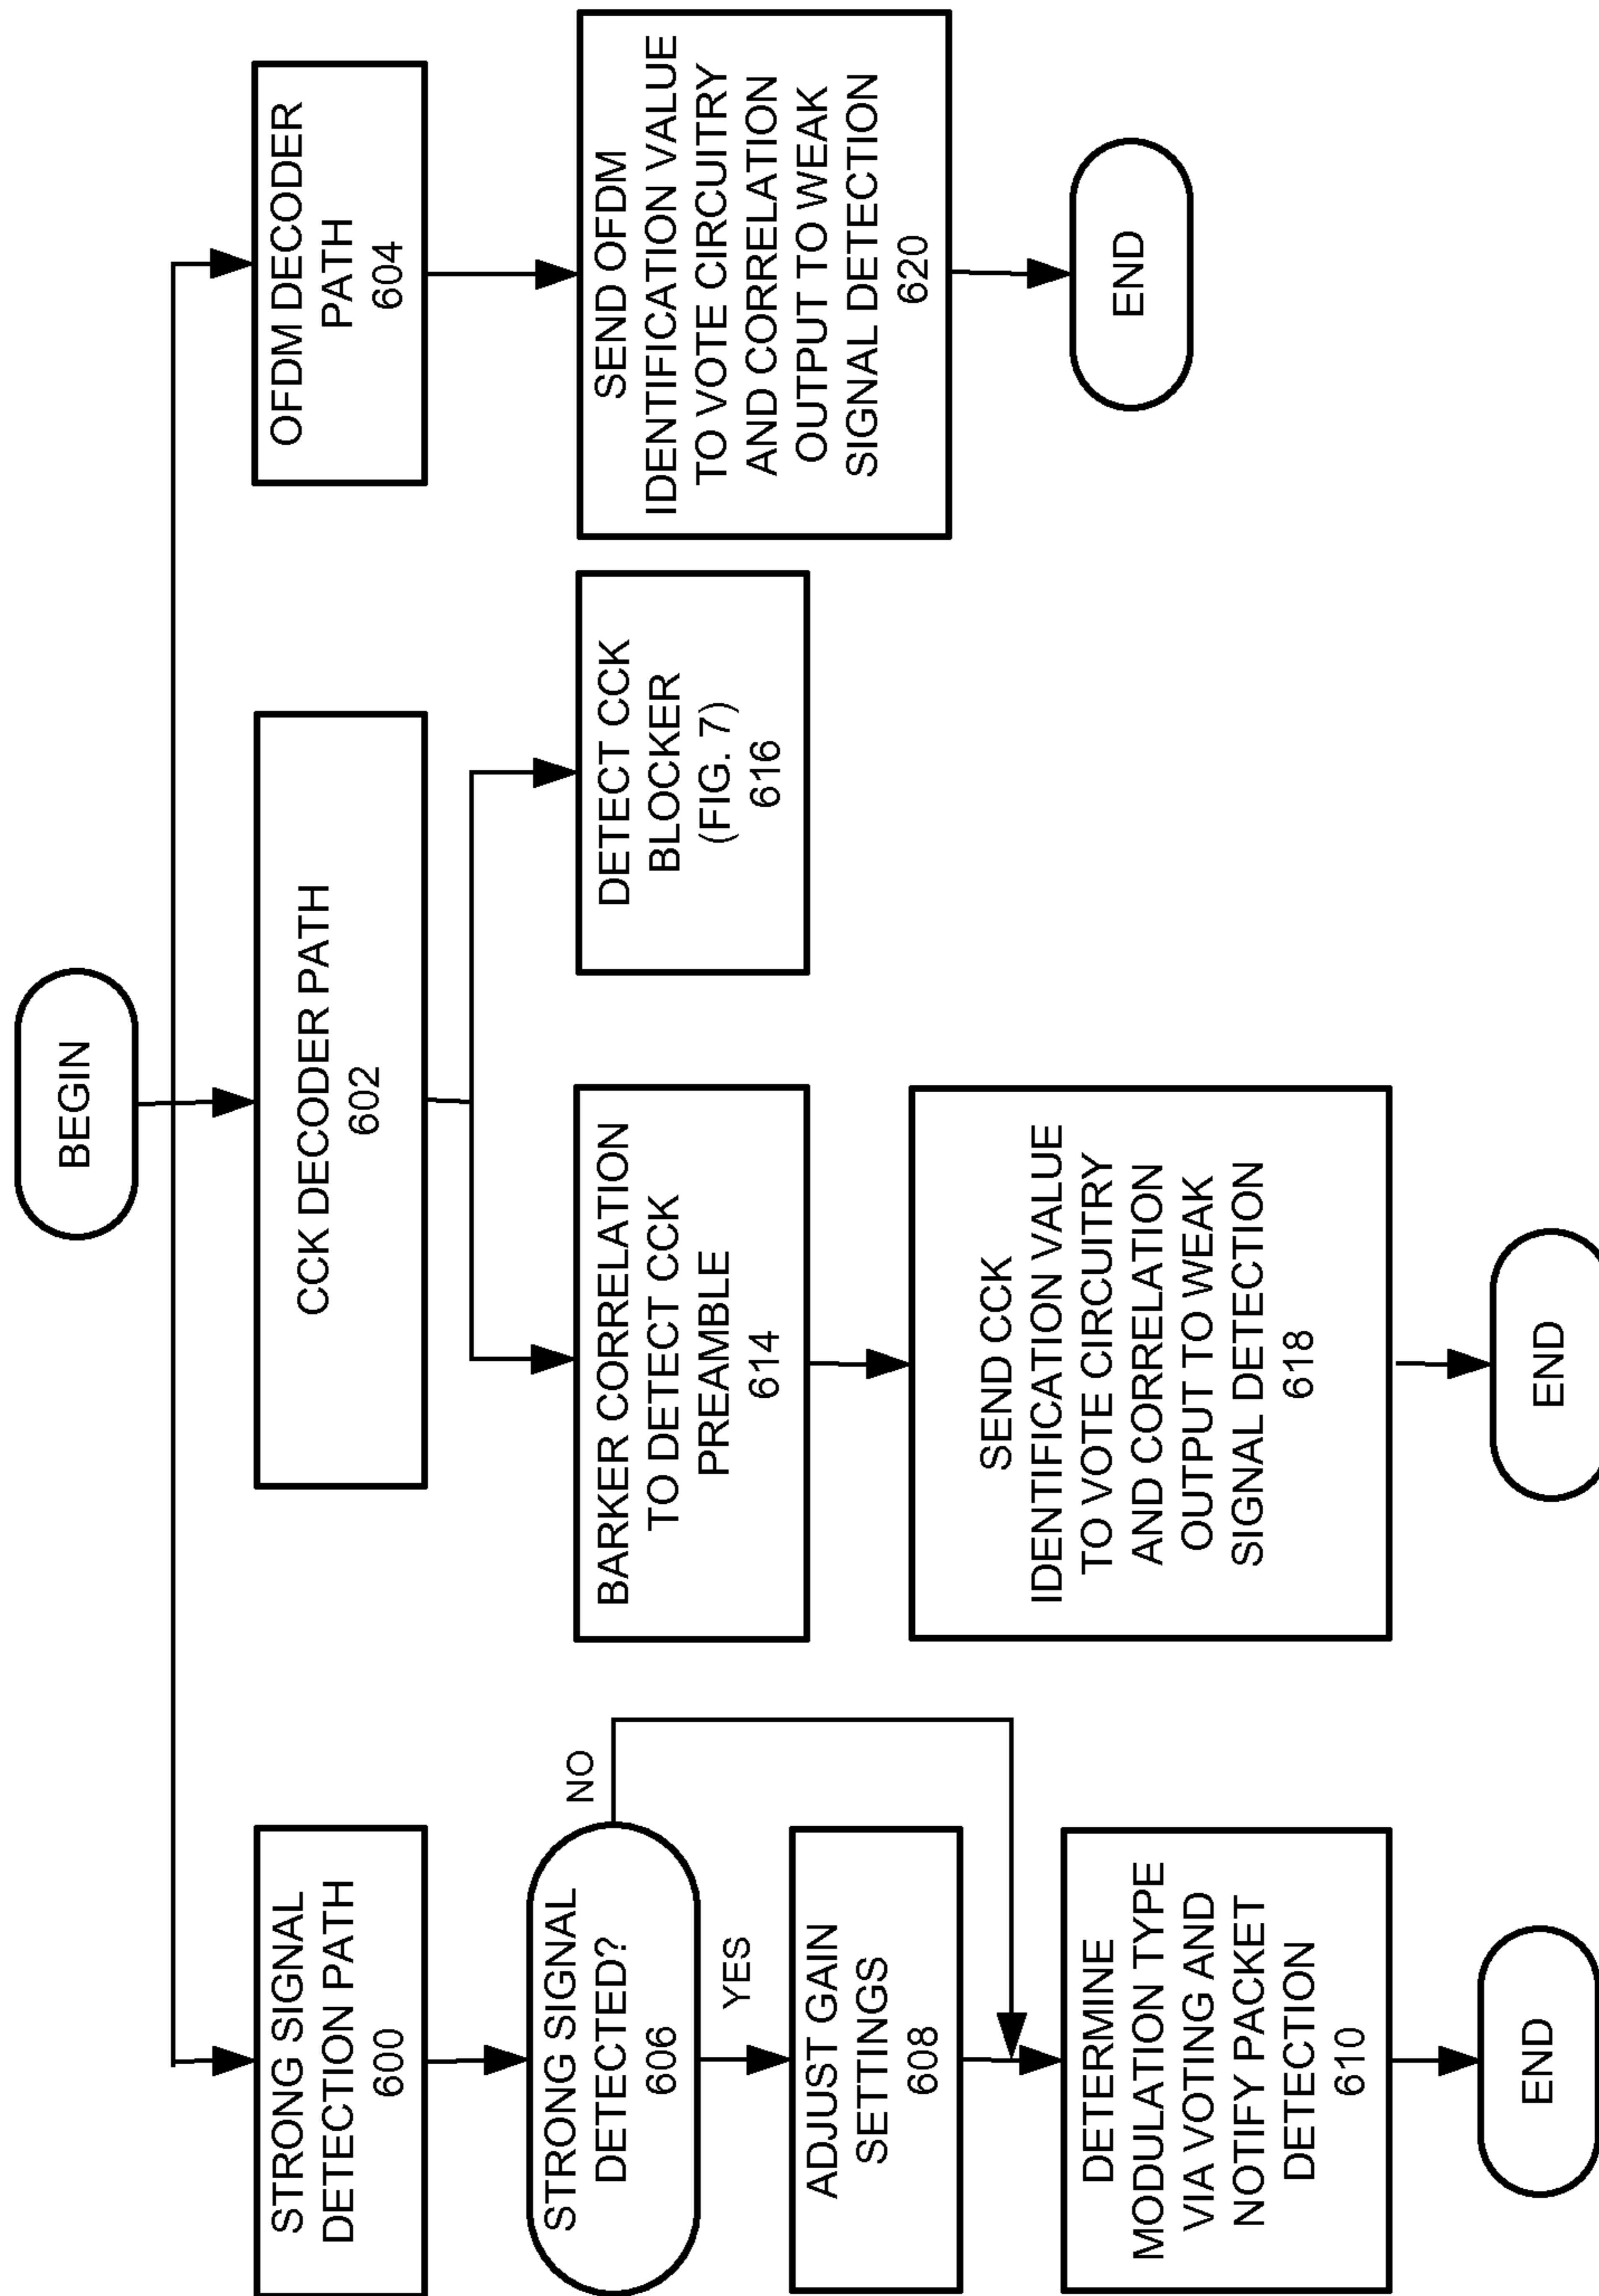 BEGIN
STRONG SIGNAL
DETECTION PATH
600
STRONG SIGNAL
DETECTED?
606
NO
YES
ADJUST GAIN
SETTINGS
608
DETERMINE
MODULATION TYPE
VIA VOTING AND
NOTIFY PACKET
DETECTION
610
END
CCK DECODER PATH
602
BARKER CORRELATION
TO DETECT CCK
PREAMBLE
614
SEND CCK
IDENTIFICATION VALUE
TO VOTE CIRCUITRY
AND CORRELATION
OUTPUT TO WEAK
SIGNAL DETECTION
618
END
DETECT CCK
BLOCKER
(FIG. 7)
616
OFDM DECODER
PATH
604
SEND OFDM
IDENTIFICATION VALUE
TO VOTE CIRCUITRY
AND CORRELATION
OUTPUT TO WEAK
SIGNAL DETECTION
620
END